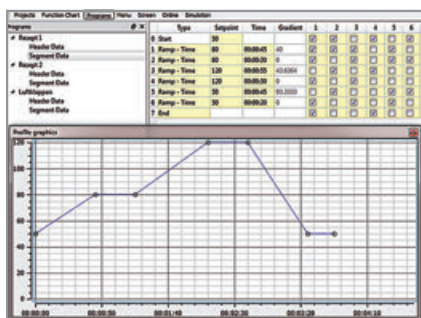 Projects Function Chart Programs Menu Screen Online Simulation
Programs
Rezept 1
Header Data
Segment Data
Rezept 2
Header Data
Segment Data
Luftklappen
Header Data
Segment Data
Type Setpoint Time Gradient 1 2 3 4 5 6
0 Start 50
1 Ramp - Time 80 00:00:45 40
2 Ramp - Time 80 00:00:30 0
3 Ramp - Time 120 00:00:55
4 Ramp - Time 120 00:00:30 0
5 Ramp - Time 50 00:00:45
6 Ramp - Time 50 00:00:20 0
7 End
Profile graphics
120
100
80
60
40
20
0
00:00:00 00:00:50 00:01:40 00:02:30 00:03:20 00:04:10